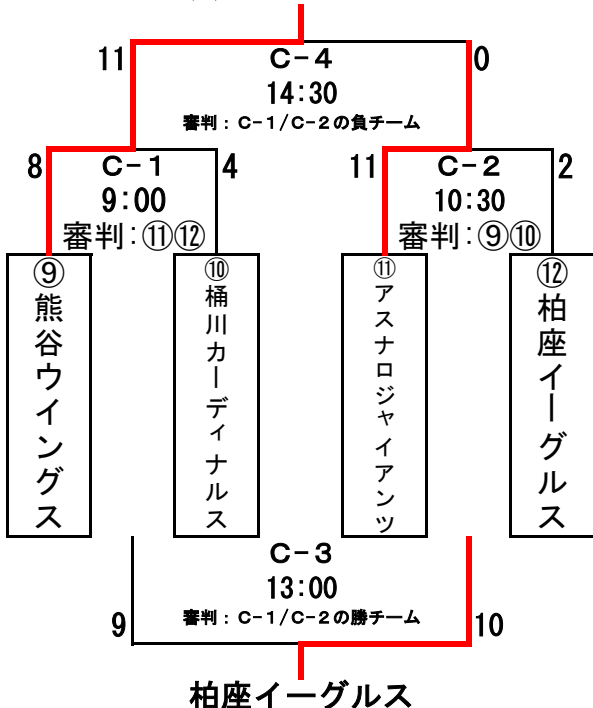 11
C-4
0
14:30
審判：C-1/C-2の負チーム
8
C-1
4
11
C-2
2
9:00
10:30
審判:⑪⑫
審判:⑨⑩
⑨熊谷ウイングス
⑩桶川カーディナルス
⑪アスナロジャイアンツ
⑫柏座イーグルス
C-3
13:00
審判：C-1/C-2の勝チーム
9
10
柏座イーグルス